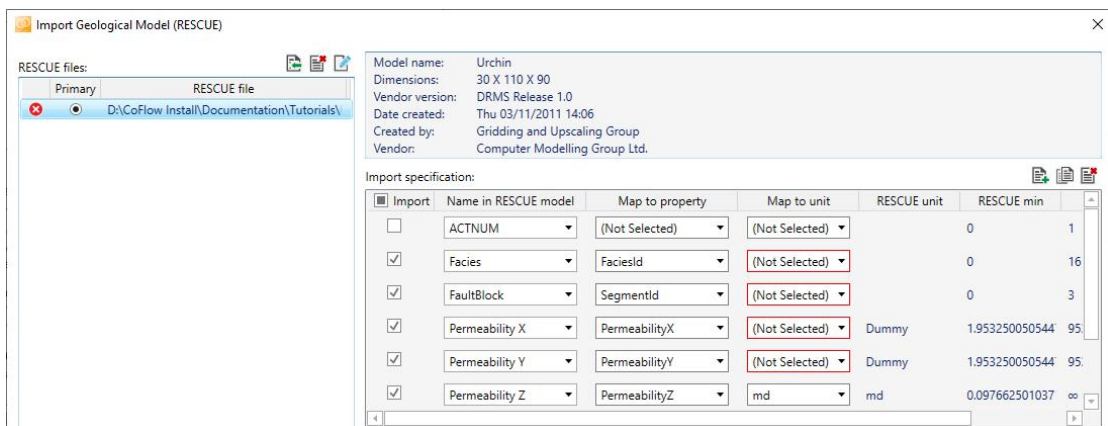 Import Geological Model (RESCUE)
RESCUE files:
Primary RESCUE file
D:\CoFlow Install\Documentation\Tutorials\
Model name: Urchin
Dimensions: 30 X 110 X 90
Vendor version: DRMS Release 1.0
Date created: Thu 03/11/2011 14:06
Created by: Gridding and Upscaling Group
Vendor: Computer Modelling Group Ltd.
Import specification:
Import Name in RESCUE model Map to property Map to unit RESCUE unit RESCUE min
ACTNUM (Not Selected) (Not Selected) 0 1
Facies FaciesId (Not Selected) 0 16
FaultBlock SegmentId (Not Selected) 0 3
Permeability X PermeabilityX (Not Selected) Dummy 1.953250050544 95
Permeability Y PermeabilityY (Not Selected) Dummy 1.953250050544 95
Permeability Z PermeabilityZ md md 0.097662501037 ∞